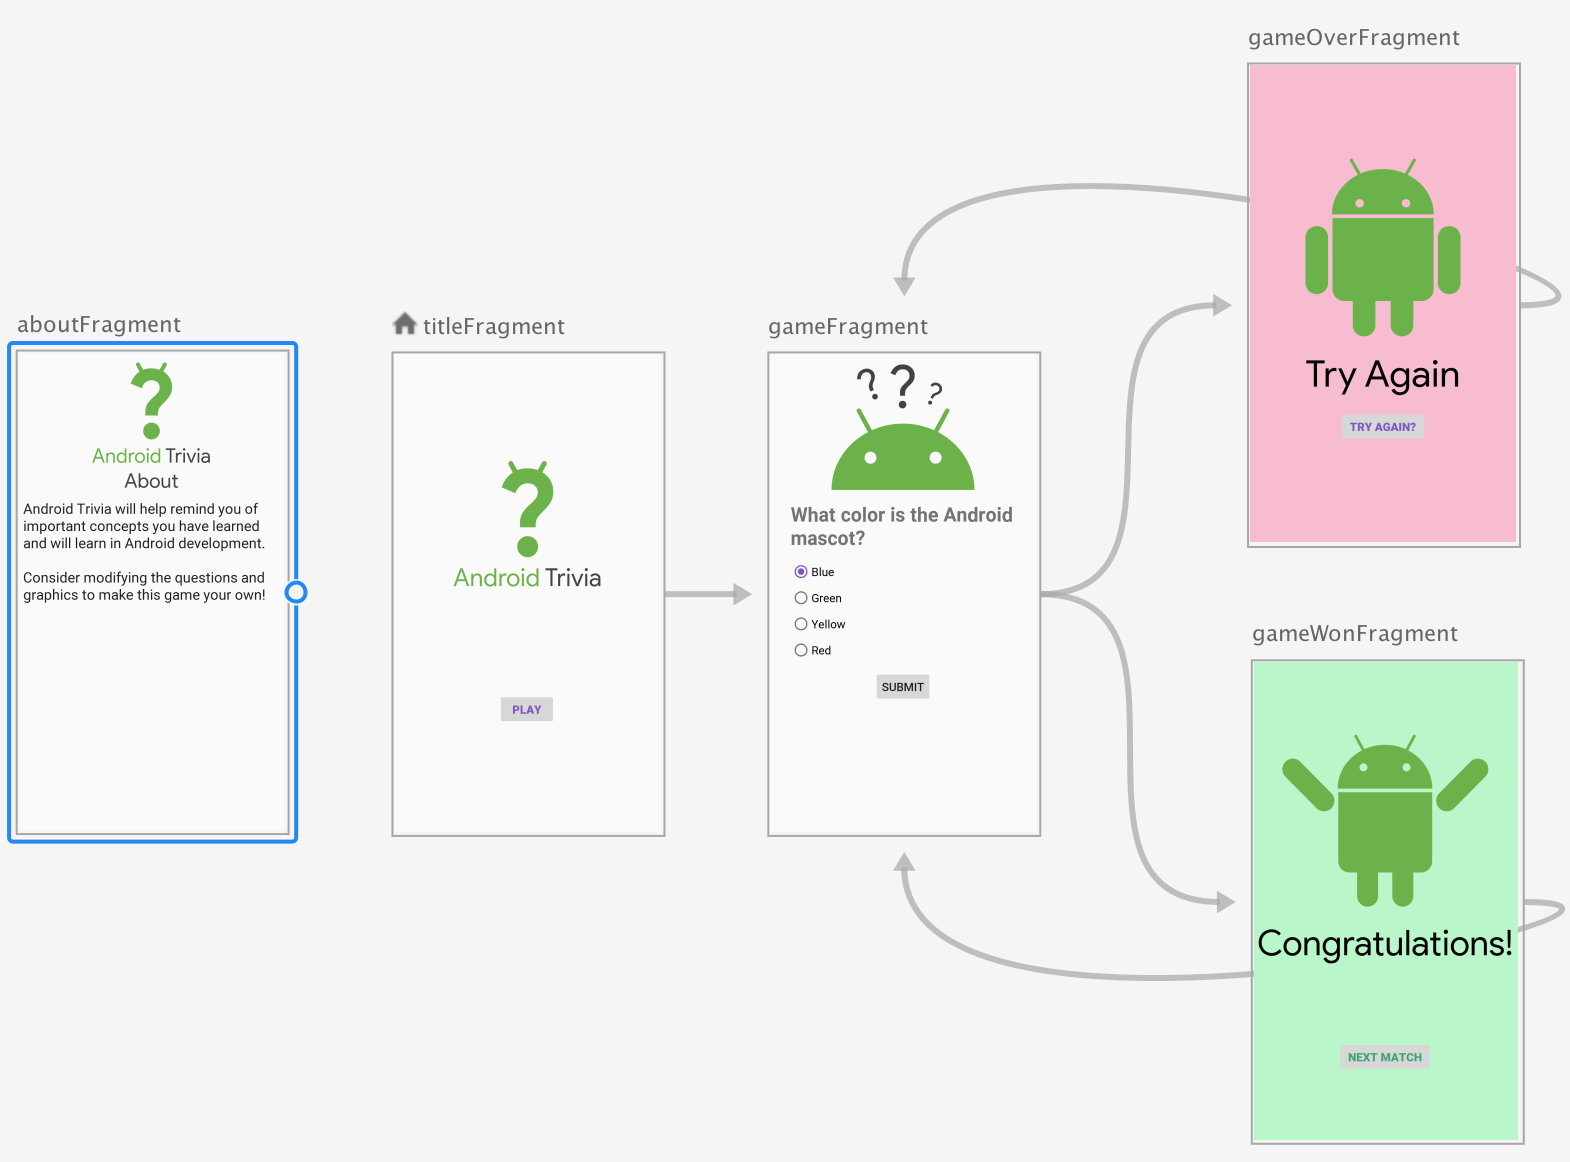 aboutFragment
Android Trivia
About
Android Trivia will help remind you of
important concepts you have learned
and will learn in Android development.
Consider modifying the questions and
graphics to make this game your own!
titleFragment
Android Trivia
PLAY
gameFragment
? ? ?
What color is the Android
mascot?
Blue
Green
Yellow
Red
SUBMIT
gameOverFragment
Try Again
TRY AGAIN?
gameWonFragment
Congratulations!
NEXT MATCH